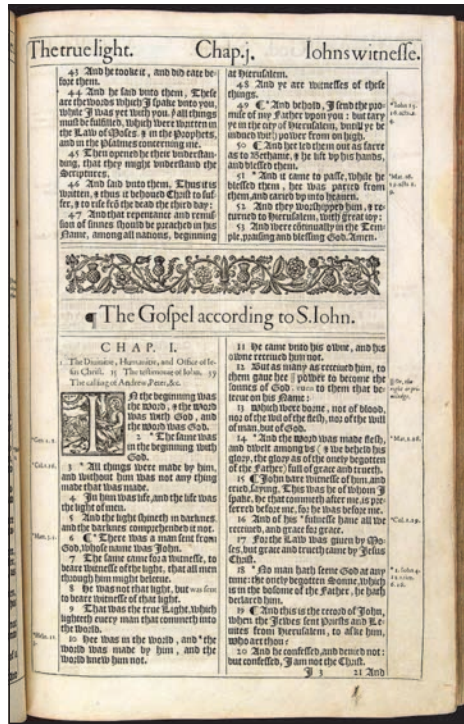 The true light.
Chap.j.
Iohns witnesse.
43 And he tooke it, and did eate be-
fore them.
44 And he said vnto them, These
are the words which I spake vnto you,
while I was yet with you, ỹ all things
must be fulfilled, which were written in
the Law of Moses, & in the Prophets,
and in the Psalmes concerning me.
45 Then opened he their vnderstan-
ding, that they might vnderstand the
Scriptures,
46 And said vnto them, Thus it is
written, & thus it behoued Christ to suf-
fer, & to rise frō the dead the third day:
47 And that repentance and remis-
sion of sinnes should be preached in his
Name, among all nations, beginning
at Hierusalem.
48 And ye are witnesses of these
things.
49 ¶ * And behold, I send the pro-
mise of my Father vpon you: but tary
ye in the city of Hierusalem, vntill ye be
indued with power from on high.
50 ¶ And he led them out as farre
as to Bethanie, & he lift vp his hands,
and blessed them.
51 * And it came to passe, while he
blessed them, hee was parted from
them, and caried vp into heauen.
52 And they worshipped him, & re-
turned to Hierusalem, with great ioy:
53 And were cōtinually in the Tem-
ple, praising and blessing God. Amen.
¶ The Gospel according to S. Iohn.
CHAP. I.
1 The Diuinitie, Humanitie, and Office of Ie-
sus Christ. 15 The testimonie of Iohn. 39
The calling of Andrew, Peter, &c.
IN the beginning was
the Word, & the Word
was with God, and
the Word was God.
2 * The same was
in the beginning with
God.
3 * All things were made by him,
and without him was not any thing
made that was made.
4 In him was life, and the life was
the light of men.
5 And the light shineth in darknes,
and the darknes comprehended it not.
6 ¶ * There was a man sent from
God, whose name was Iohn.
7 The same came for a witnesse, to
beare witnesse of the light, that all men
through him might beleeue.
8 He was not that light, but was sent
to beare witnesse of that light.
9 That was the true Light, which
lighteth euery man that commeth into
the world.
10 Hee was in the world, and * the
world was made by him, and the
world knew him not.
11 He came vnto his owne, and his
owne receiued him not.
12 But as many as receiued him, to
them gaue hee || power to become the
sonnes of God, euen to them that be-
leeue on his Name:
13 Which were borne, not of blood,
nor of the will of the flesh, nor of the will
of man, but of God.
14 * And the Word was made flesh,
and dwelt among vs (& we beheld his
glory, the glory as of the onely begotten
of the Father) full of grace and trueth.
15 ¶ Iohn bare witnesse of him, and
cried, saying, This was he of whom I
spake, He that commeth after me, is pre-
ferred before me, for he was before me.
16 And of his * fulnesse haue all we
receiued, and grace for grace.
17 For the Law was giuen by Mo-
ses, but grace and trueth came by Iesus
Christ.
18 * No man hath seene God at any
time: the onely begotten Sonne, which
is in the bosome of the Father, he hath
declared him.
19 ¶ And this is the record of Iohn,
when the Iewes sent Priests and Le-
uites from Hierusalem, to aske him,
Who art thou?
20 And he confessed, and denied not:
but confessed, I am not the Christ.
21 And